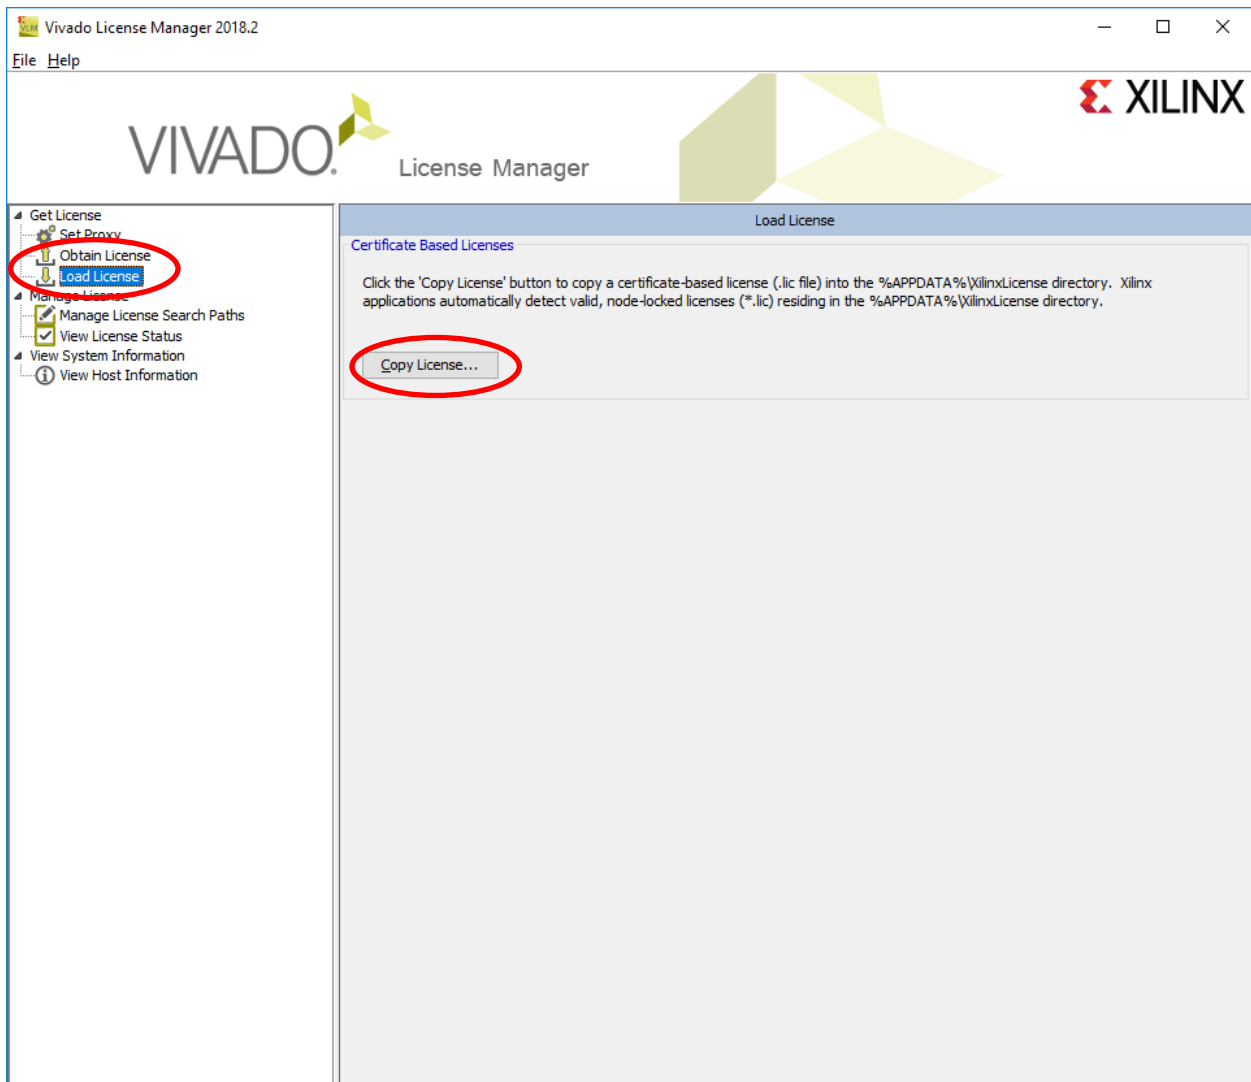 VLM Vivado License Manager 2018.2
File Help
VIVADO. License Manager
XILINX
Get License
Set Proxy
Obtain License
Load License
Manage License
Manage License Search Paths
View License Status
View System Information
View Host Information
Load License
Certificate Based Licenses
Click the 'Copy License' button to copy a certificate-based license (.lic file) into the %APPDATA%\XilinxLicense directory. Xilinx
applications automatically detect valid, node-locked licenses (*.lic) residing in the %APPDATA%\XilinxLicense directory.
Copy License...